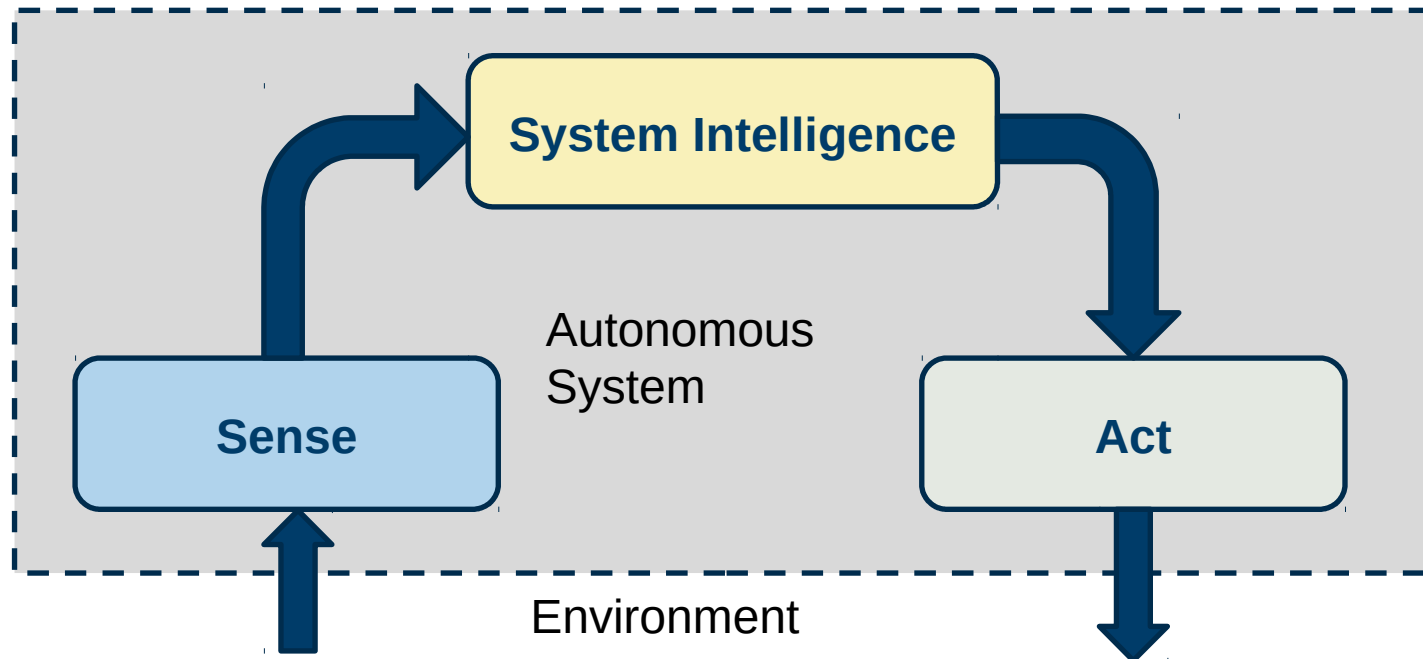 System Intelligence
Autonomous
System
Sense
Act
Environment